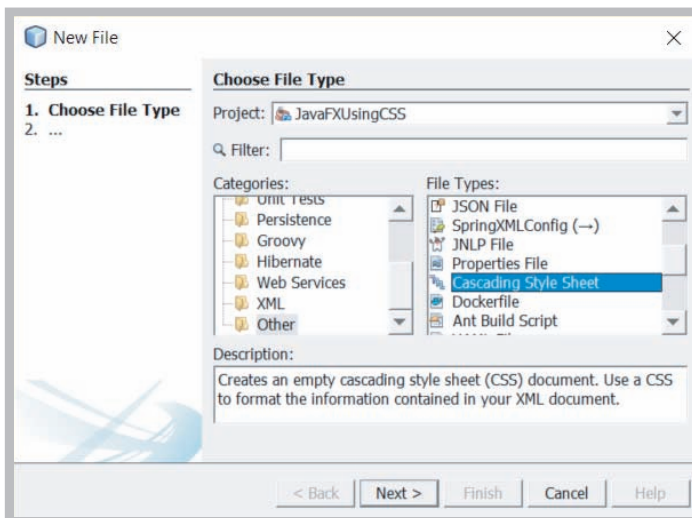 New File
Steps
1. Choose File Type
2. ...
Choose File Type
Project: JavaFXUsingCSS
Filter:
Categories:
Unit Tests
Persistence
Groovy
Hibernate
Web Services
XML
Other
File Types:
JSON File
SpringXMLConfig (→)
JNLP File
Properties File
Cascading Style Sheet
Dockerfile
Ant Build Script
Description:
Creates an empty cascading style sheet (CSS) document. Use a CSS
to format the information contained in your XML document.
< Back Next > Finish Cancel Help